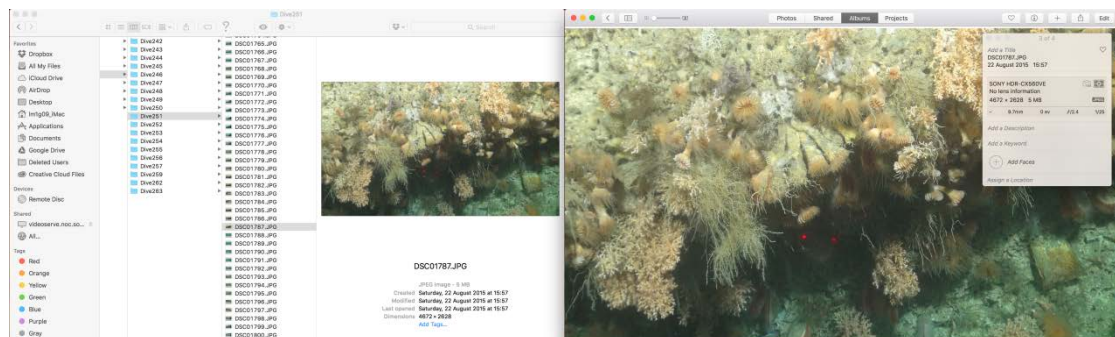 Dive251
Search
Favorites
Dropbox
All My Files
iCloud Drive
AirDrop
Desktop
lm1g09_iMac
Applications
Documents
Google Drive
Deleted Users
Creative Cloud Files
Devices
Remote Disc
Shared
videoserve.noc.so...
All...
Tags
Red
Orange
Yellow
Green
Blue
Purple
Gray
Dive242
Dive243
Dive244
Dive245
Dive246
Dive247
Dive248
Dive249
Dive250
Dive251
Dive252
Dive253
Dive254
Dive255
Dive256
Dive257
Dive259
Dive262
Dive263
DSC01765.JPG
DSC01766.JPG
DSC01767.JPG
DSC01768.JPG
DSC01769.JPG
DSC01770.JPG
DSC01771.JPG
DSC01772.JPG
DSC01773.JPG
DSC01774.JPG
DSC01775.JPG
DSC01776.JPG
DSC01777.JPG
DSC01778.JPG
DSC01779.JPG
DSC01780.JPG
DSC01781.JPG
DSC01782.JPG
DSC01783.JPG
DSC01784.JPG
DSC01785.JPG
DSC01786.JPG
DSC01787.JPG
DSC01788.JPG
DSC01789.JPG
DSC01790.JPG
DSC01791.JPG
DSC01792.JPG
DSC01793.JPG
DSC01794.JPG
DSC01795.JPG
DSC01796.JPG
DSC01797.JPG
DSC01798.JPG
DSC01799.JPG
DSC01800.JPG
DSC01787.JPG
JPEG image - 5 MB
Created Saturday, 22 August 2015 at 15:57
Modified Saturday, 22 August 2015 at 15:57
Last opened Saturday, 22 August 2015 at 15:57
Dimensions 4672 × 2628
Add Tags...
Photos
Shared
Albums
Projects
Edit
Add a Title
DSC01787.JPG
22 August 2015 15:57
No lens information
4672 × 2628 5 MB
JPEG
Add a Description
Add a Keyword
Add Faces
Assign a Location